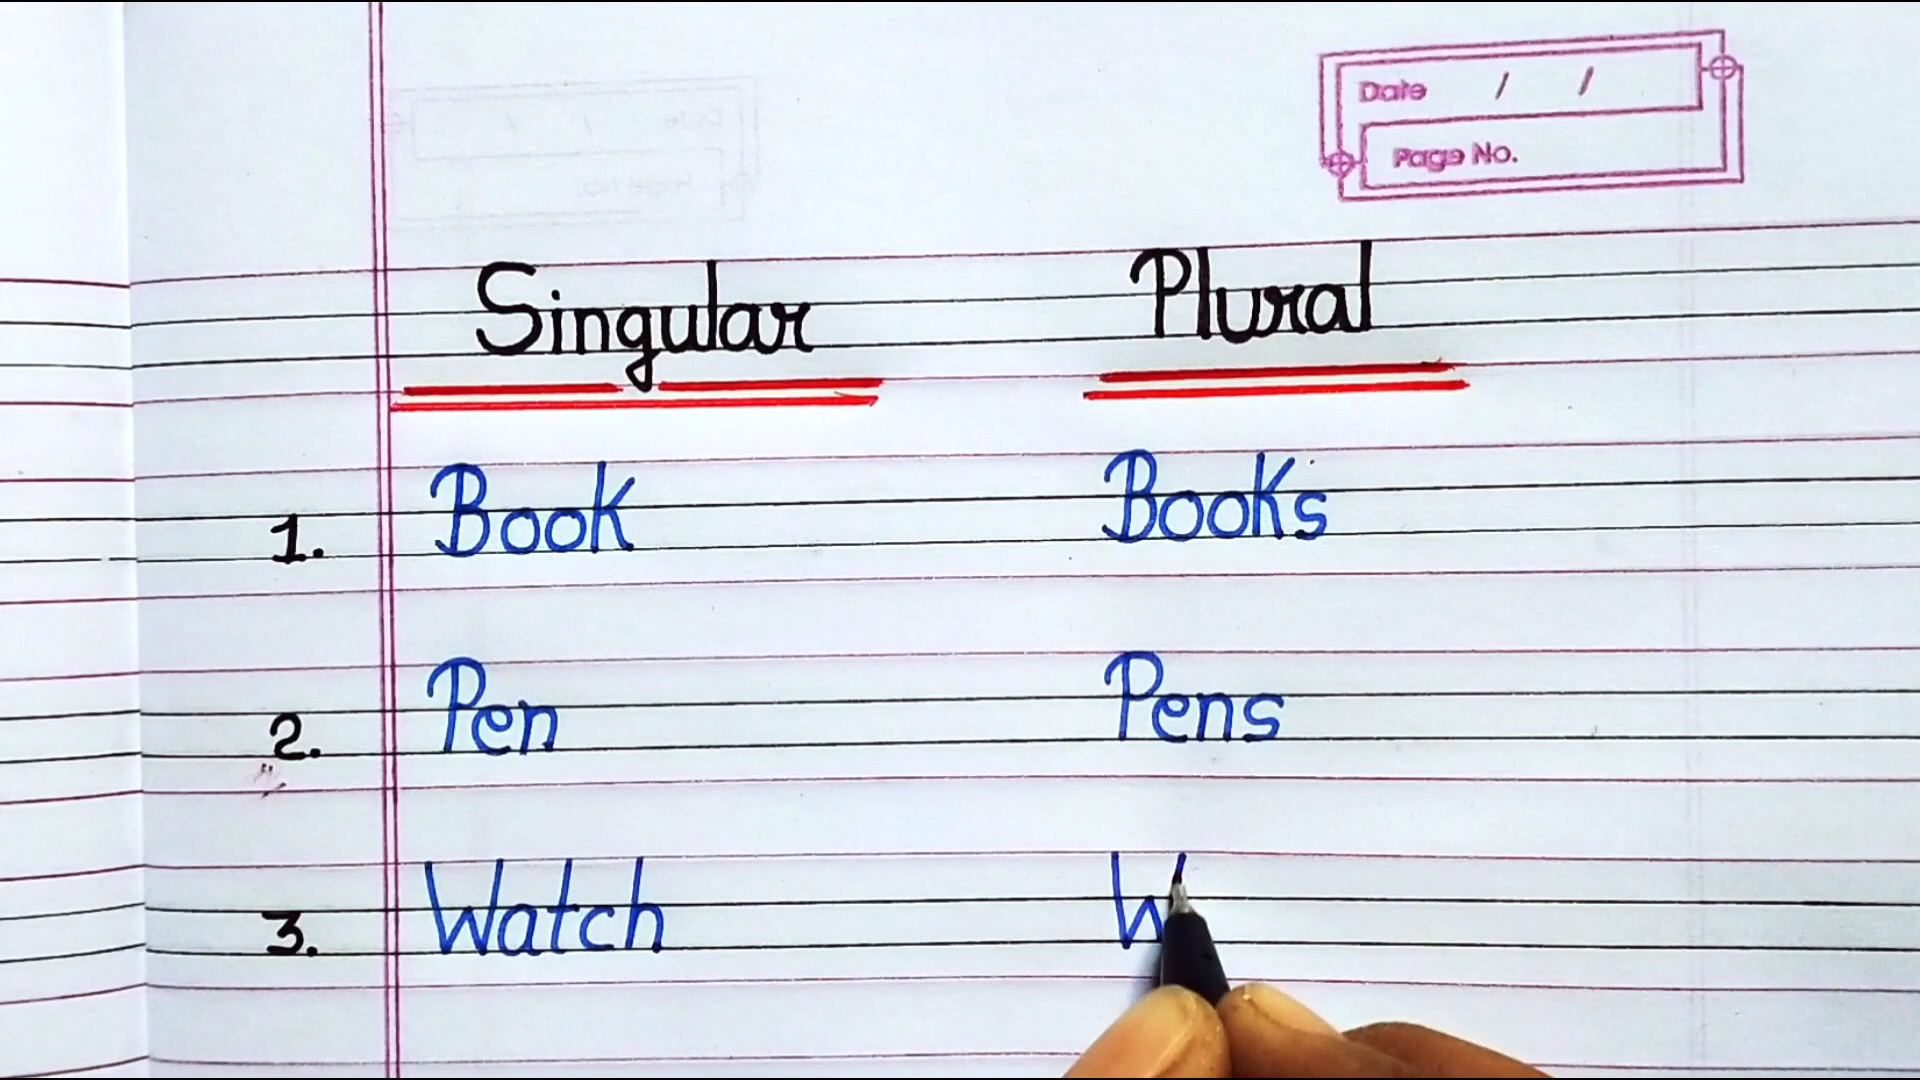 Date / /
Page No.
Singular Plural
1. Book Books
2. Pen Pens
3. Watch W